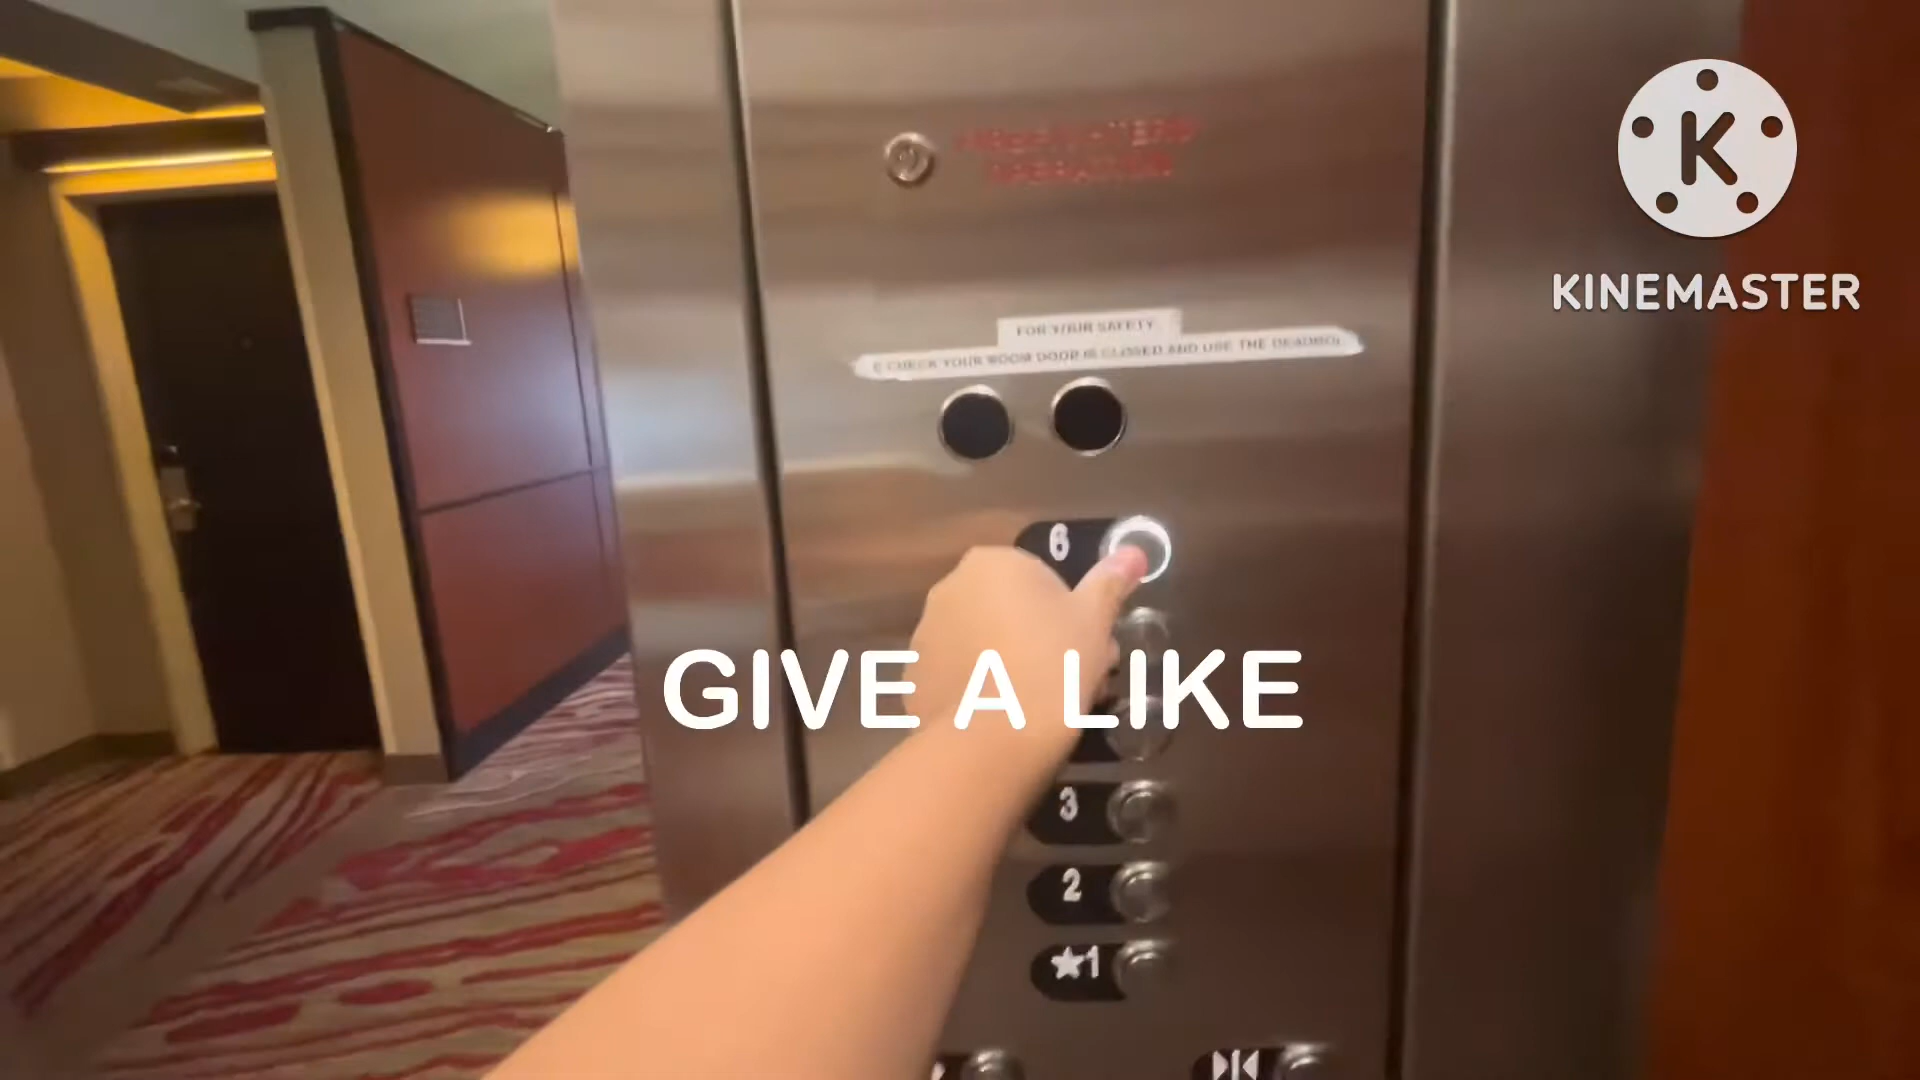 K
KINEMASTER
FOR YOUR SAFETY
CHECK YOUR ROOM DOOR IS CLOSED AND USE THE
6
GIVE A LIKE
3
2
★1